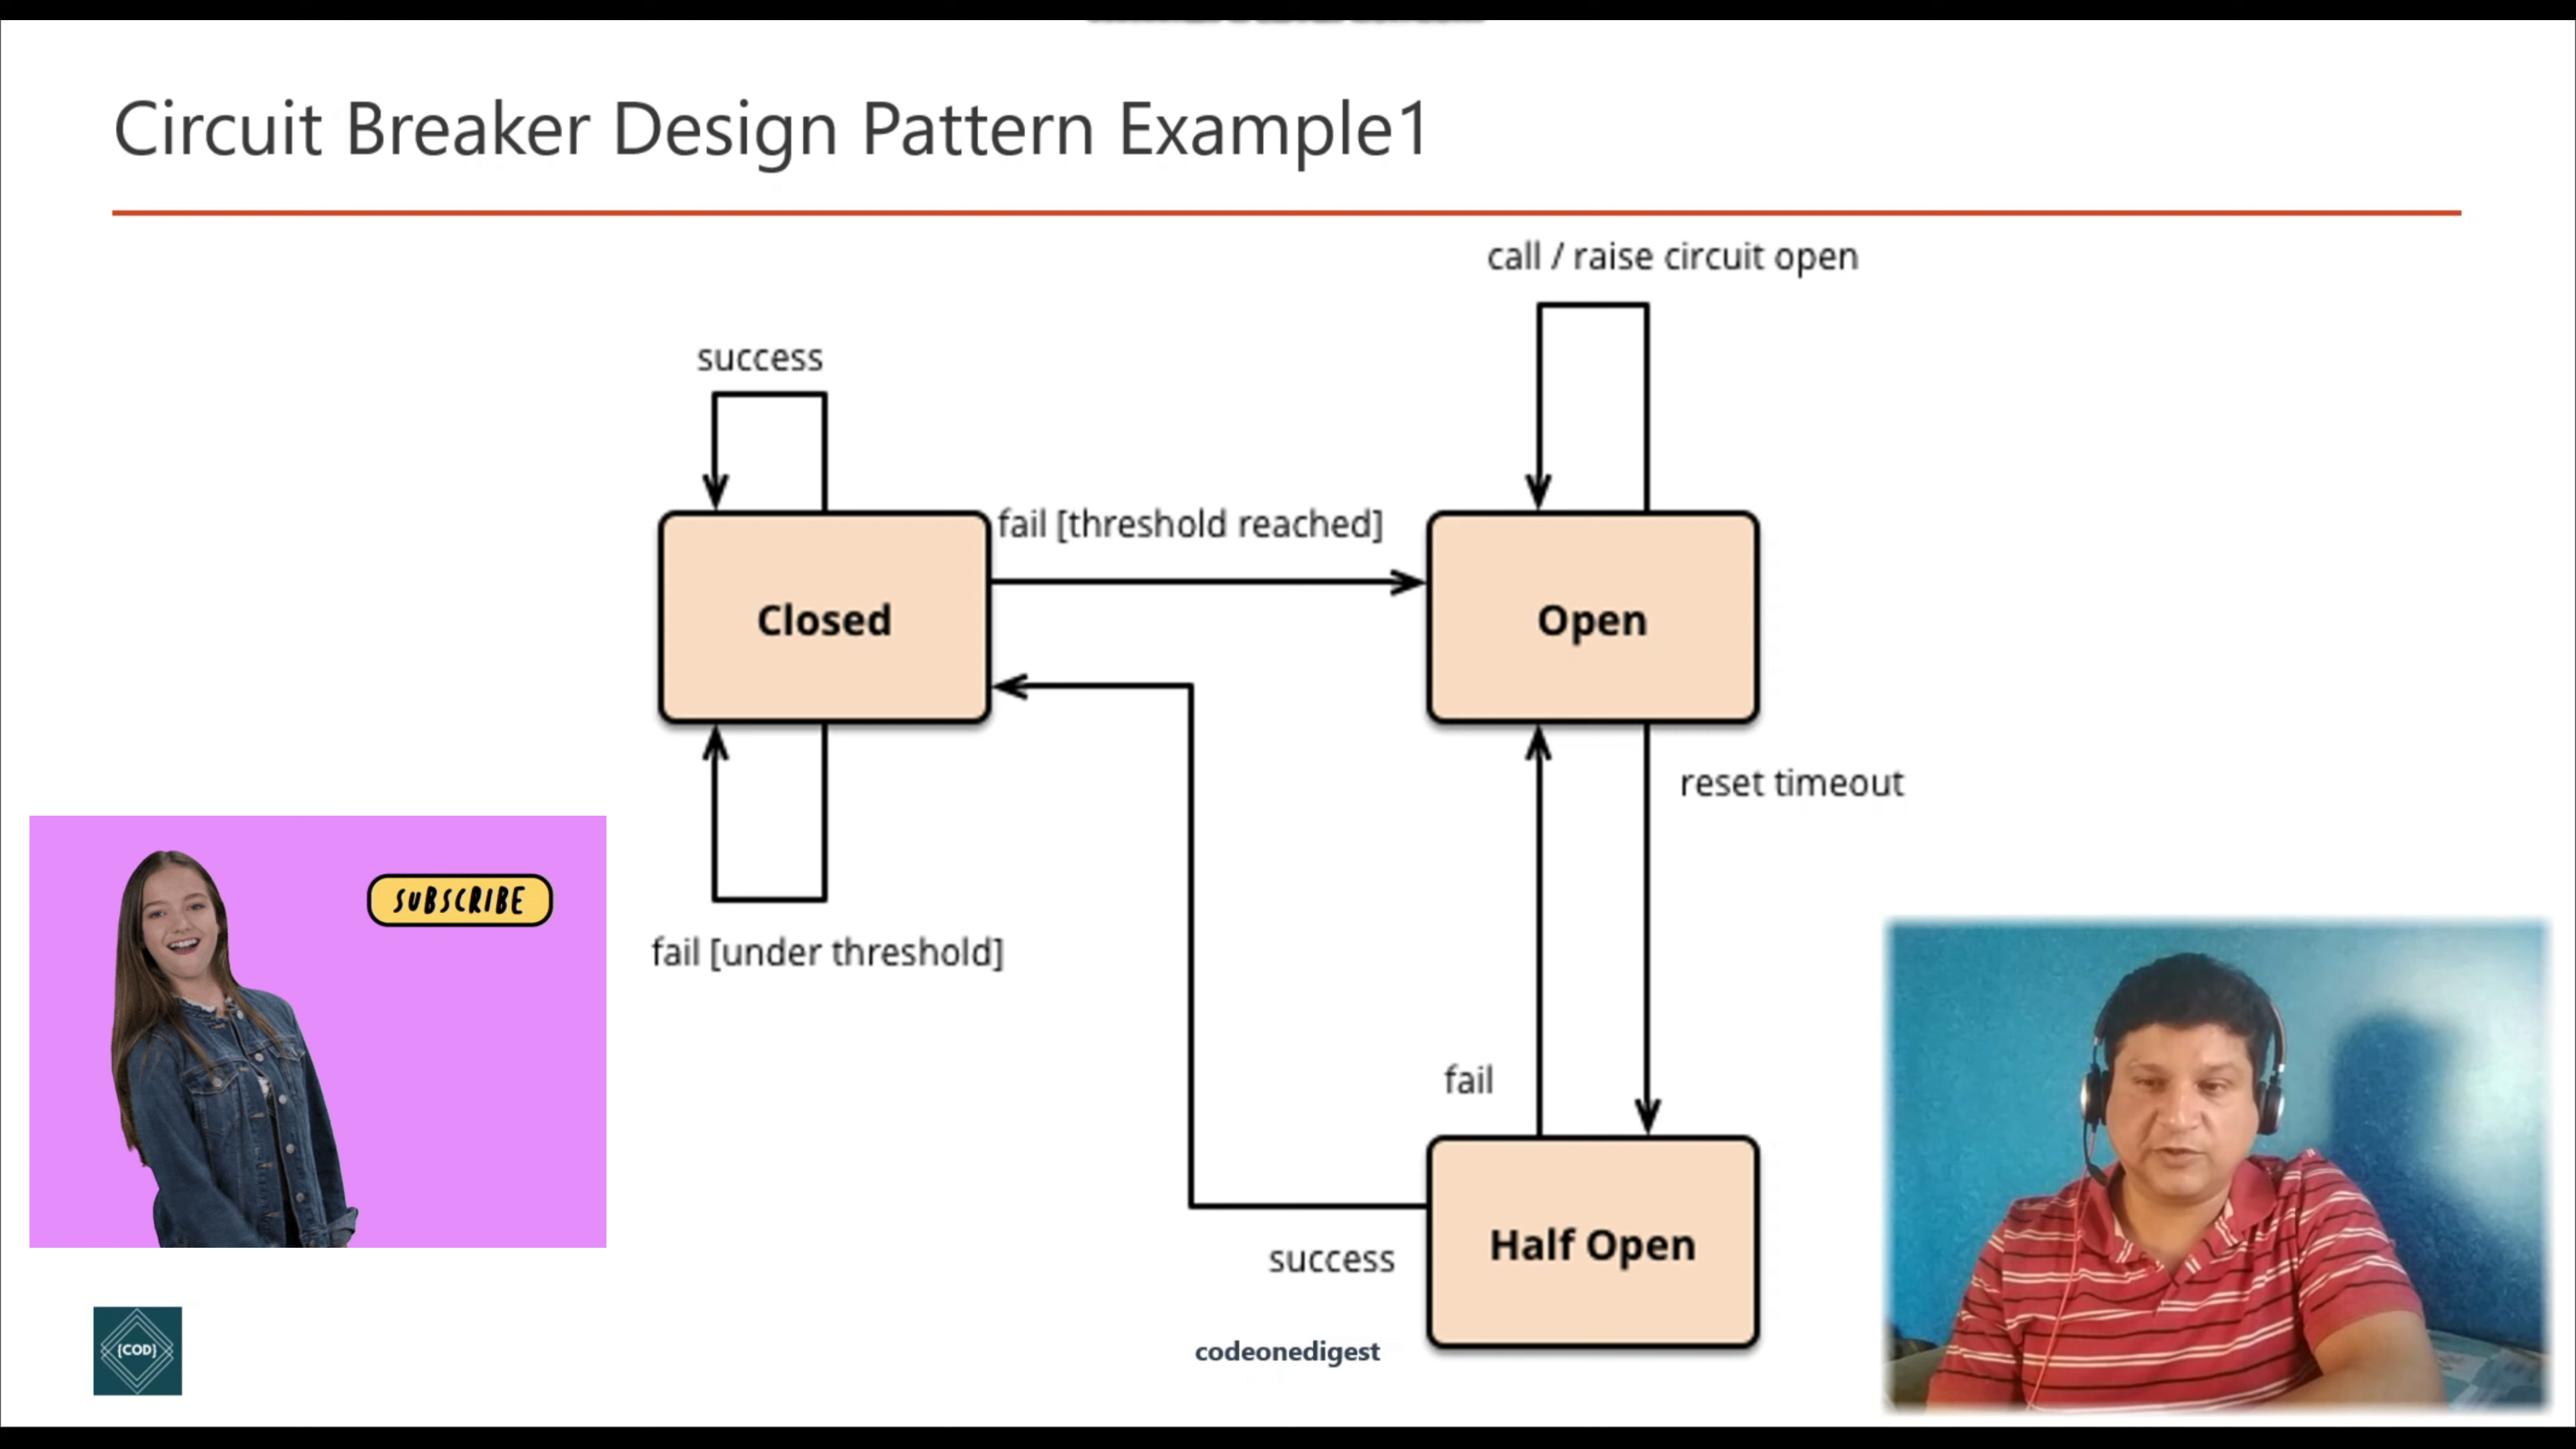 Circuit Breaker Design Pattern Example1
call / raise circuit open
success
fail [threshold reached]
Closed
Open
reset timeout
SUBSCRIBE
fail [under threshold]
fail
Half Open
success
{COD}
codeonedigest